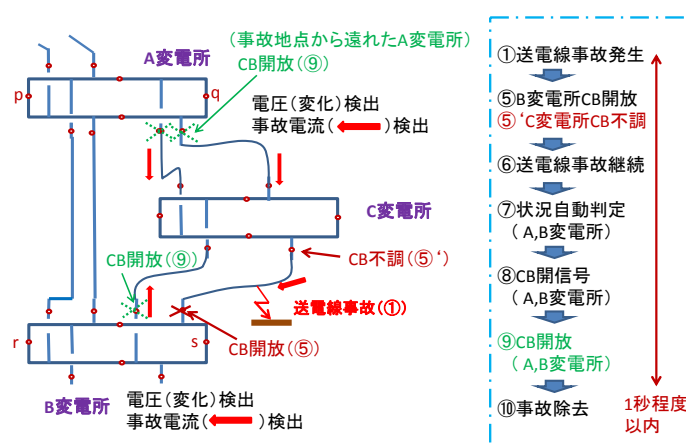 (事故地点から遠れたA変電所)
A変電所
CB開放(⑨)
p
q
電圧(変化)検出
事故電流( )検出
C変電所
CB開放(⑨)
CB不調(⑤‘)
送電線事故(①)
r
s
CB開放(⑤)
B変電所
電圧(変化)検出
事故電流( )検出
①送電線事故発生
⑤B変電所CB開放
⑤‘C変電所CB不調
⑥送電線事故継続
⑦状況自動判定
(A,B変電所)
⑧CB開信号
(A,B変電所)
⑨CB開放
(A,B変電所)
⑩事故除去
1秒程度
以内